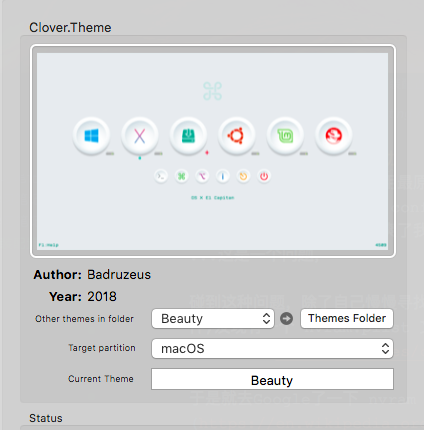 Clover.Theme
OS X El Capitan
F1.Help
Author: Badruzeus
Year: 2018
Other themes in folder Beauty Themes Folder
Target partition macOS
Current Theme Beauty
Status